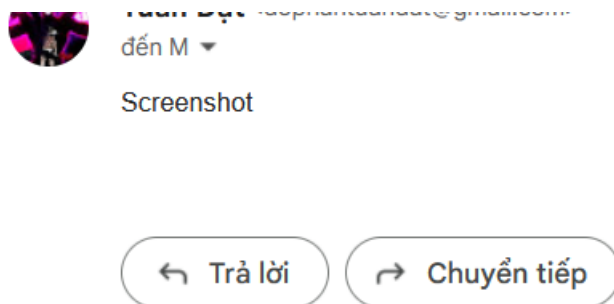 đến M
Screenshot
Trả lời
Chuyển tiếp